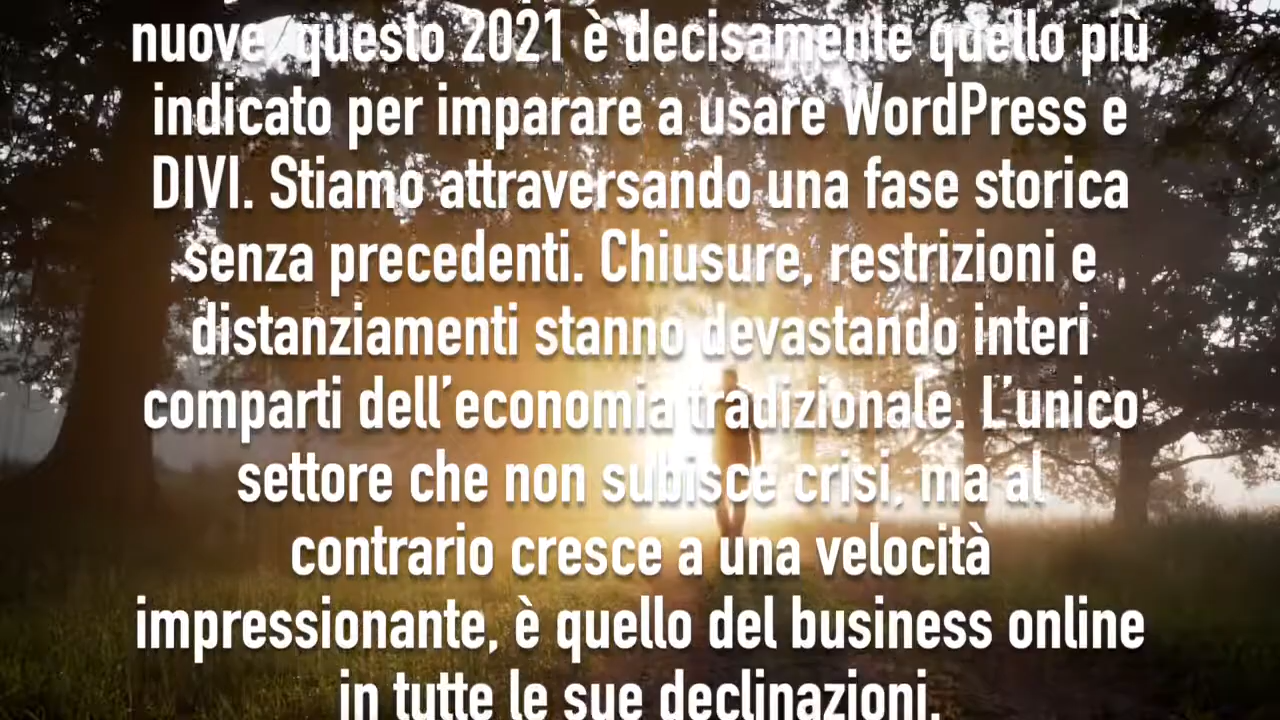 nuove, questo 2021 è decisamente quello più
indicato per imparare a usare WordPress e
DIVI. Stiamo attraversando una fase storica
senza precedenti. Chiusure, restrizioni e
distanziamenti stanno devastando interi
comparti dell'economia tradizionale. L'unico
settore che non subisce crisi, ma al
contrario cresce a una velocità
impressionante, è quello del business online
in tutte le sue declinazioni.